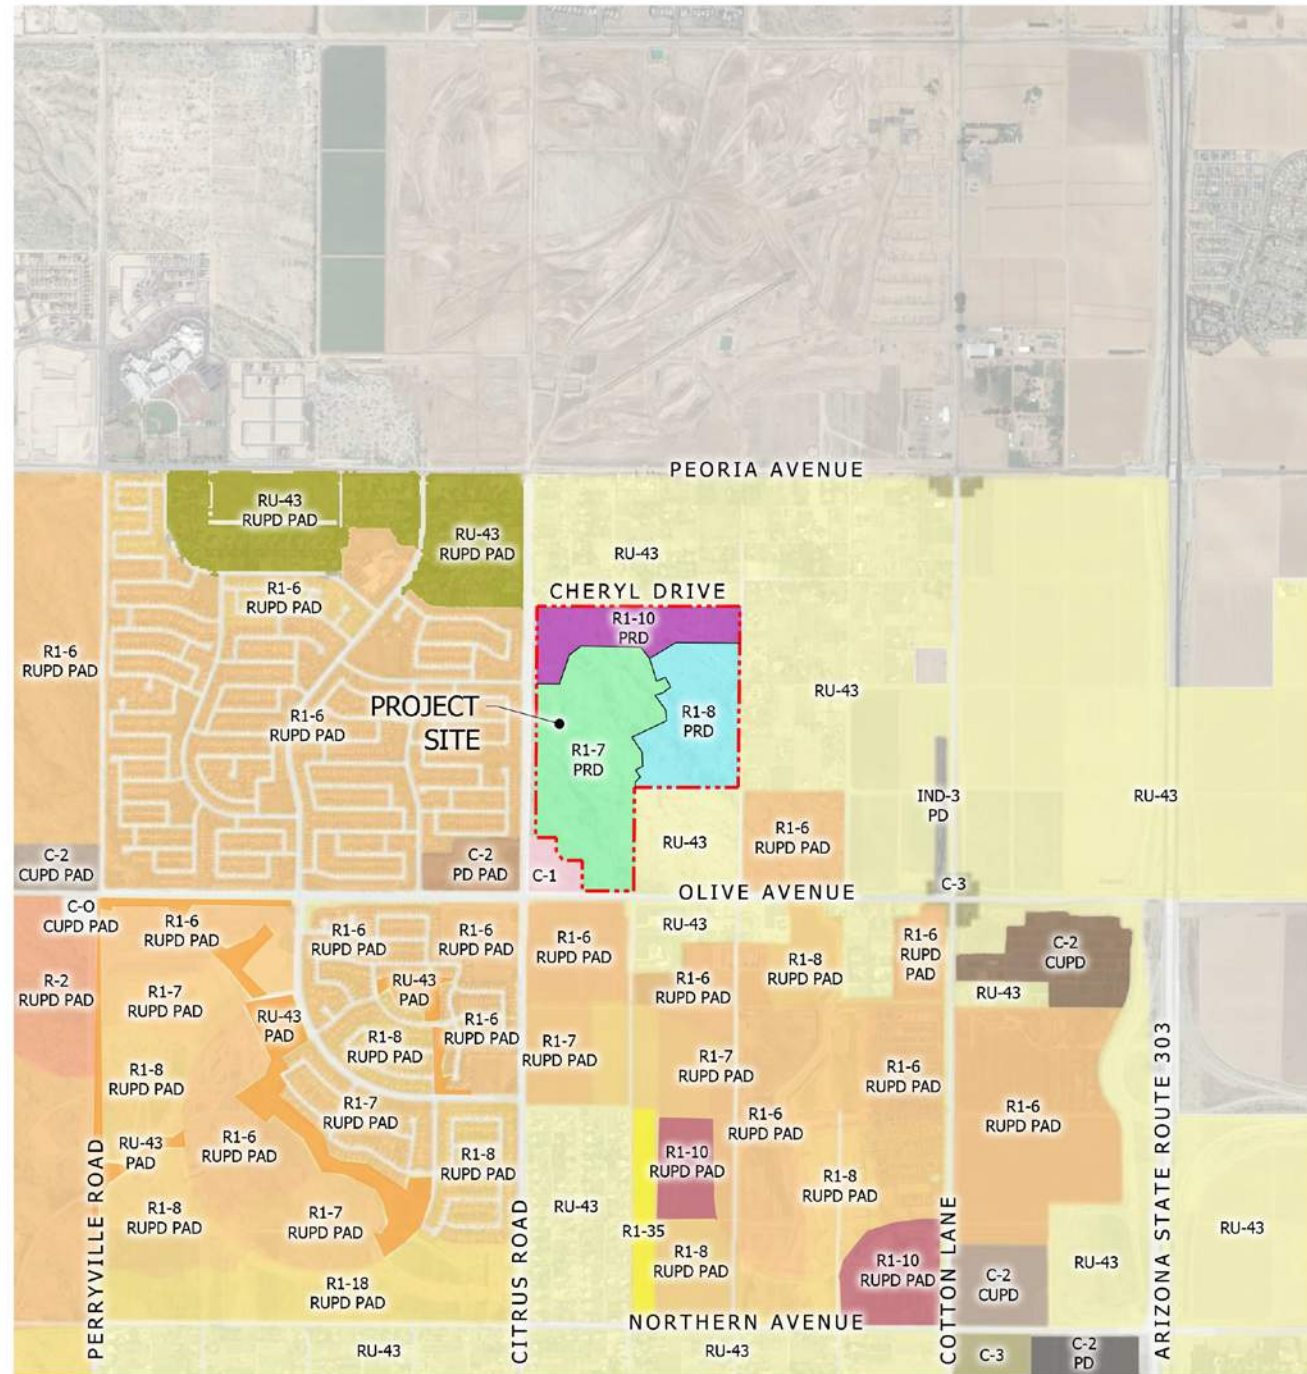 PEORIA AVENUE
RU-43
RUPD PAD
RU-43
RUPD PAD
RU-43
CHERYL DRIVE
R1-6
RUPD PAD
R1-10
PRD
R1-6
RUPD PAD
RU-43
PROJECT
SITE
R1-6
RUPD PAD
R1-8
PRD
R1-7
PRD
IND-3
PD
RU-43
RU-43
R1-6
RUPD PAD
C-2
CUPD PAD
C-2
PD PAD
C-1
C-3
OLIVE AVENUE
C-O
CUPD PAD
R1-6
RUPD PAD
R1-6
RUPD PAD
R1-6
RUPD PAD
R1-6
RUPD PAD
RU-43
R1-8
RUPD PAD
R1-6
RUPD
PAD
C-2
CUPD
R-2
RUPD PAD
R1-7
RUPD PAD
RU-43
PAD
R1-6
RUPD PAD
RU-43
RU-43
PAD
R1-6
RUPD PAD
R1-8
RUPD PAD
R1-7
RUPD PAD
R1-7
RUPD PAD
R1-6
RUPD PAD
R1-8
RUPD PAD
R1-7
RUPD PAD
R1-6
RUPD PAD
R1-6
RUPD PAD
RU-43
PAD
R1-6
RUPD PAD
R1-8
RUPD PAD
R1-10
RUPD PAD
R1-8
RUPD PAD
R1-8
RUPD PAD
R1-7
RUPD PAD
RU-43
R1-35
R1-8
RUPD PAD
R1-10
RUPD PAD
C-2
CUPD
RU-43
RU-43
R1-18
RUPD PAD
NORTHERN AVENUE
RU-43
RU-43
C-3
C-2
PD
PERRYVILLE ROAD
CITRUS ROAD
COTTON LANE
ARIZONA STATE ROUTE 303